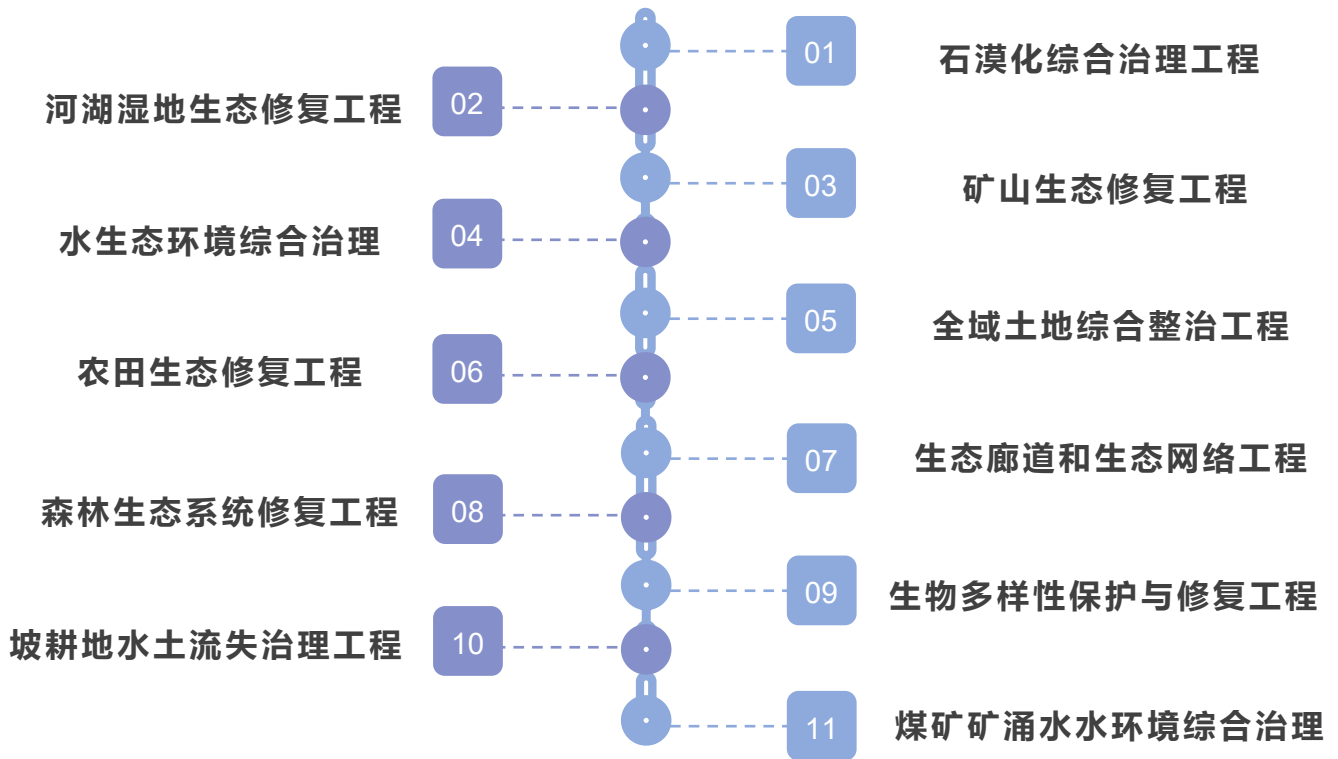 01
石漠化综合治理工程
02
河湖湿地生态修复工程
03
矿山生态修复工程
04
水生态环境综合治理
05
全域土地综合整治工程
06
农田生态修复工程
07
生态廊道和生态网络工程
08
森林生态系统修复工程
09
生物多样性保护与修复工程
10
坡耕地水土流失治理工程
11
煤矿矿涌水水环境综合治理